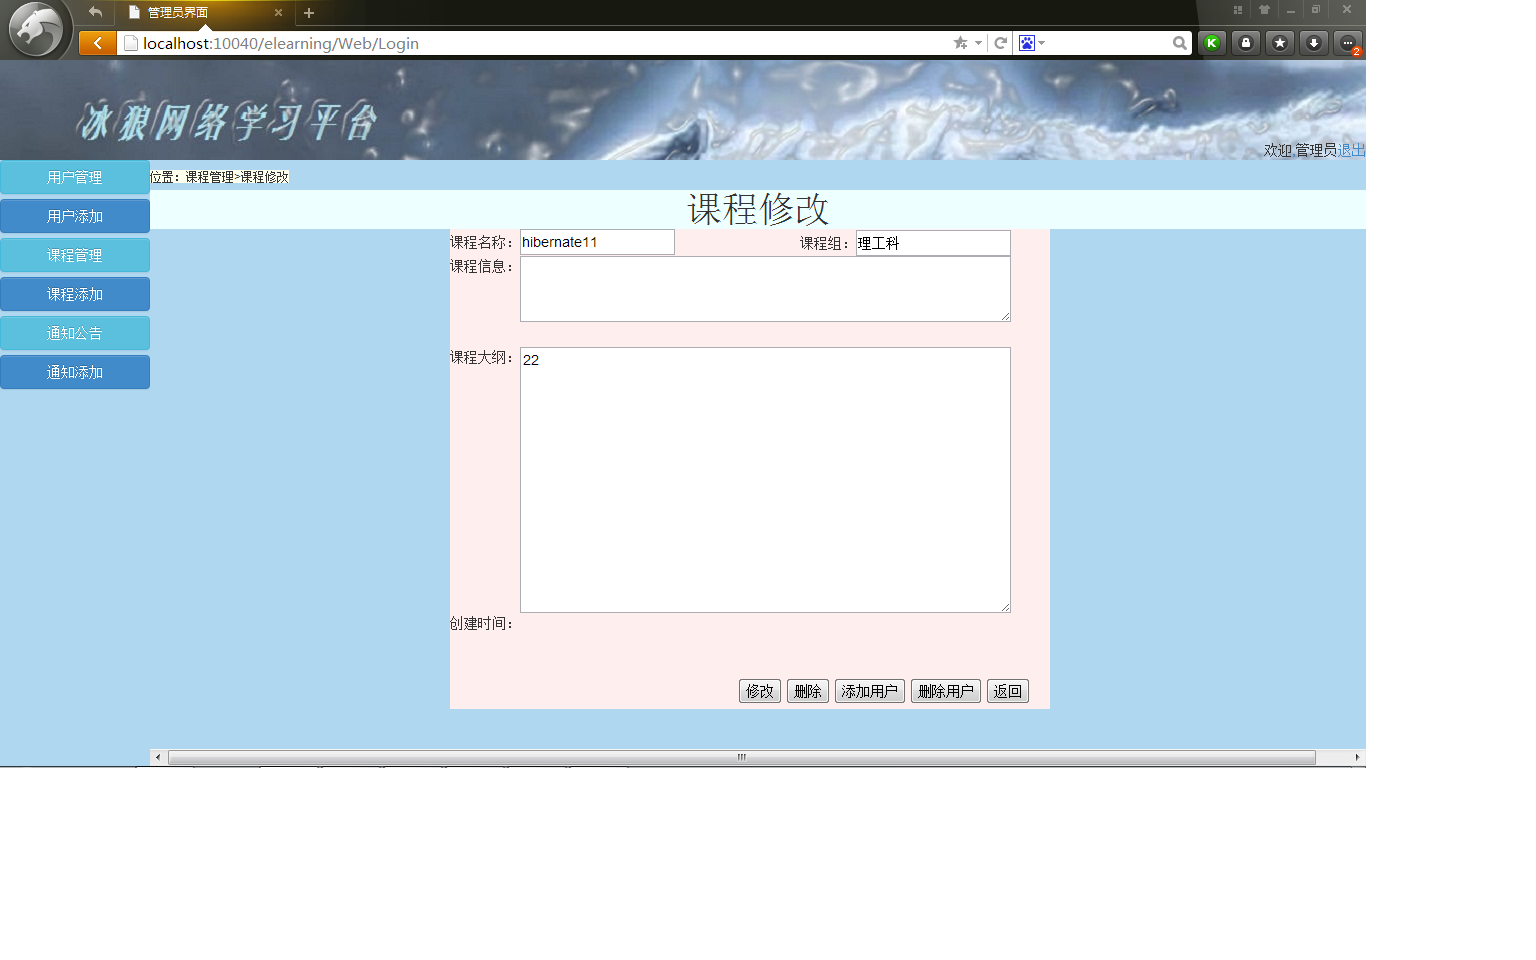 管理员界面
localhost:10040/elearning/Web/Login
K
2
冰狼网络学习平台
欢迎,管理员退出
用户管理
位置：课程管理>课程修改
用户添加
课程修改
课程管理
课程名称：hibernate11
课程组：理工科
课程信息：
课程添加
通知公告
课程大纲：22
通知添加
创建时间：
修改 删除 添加用户 删除用户 返回